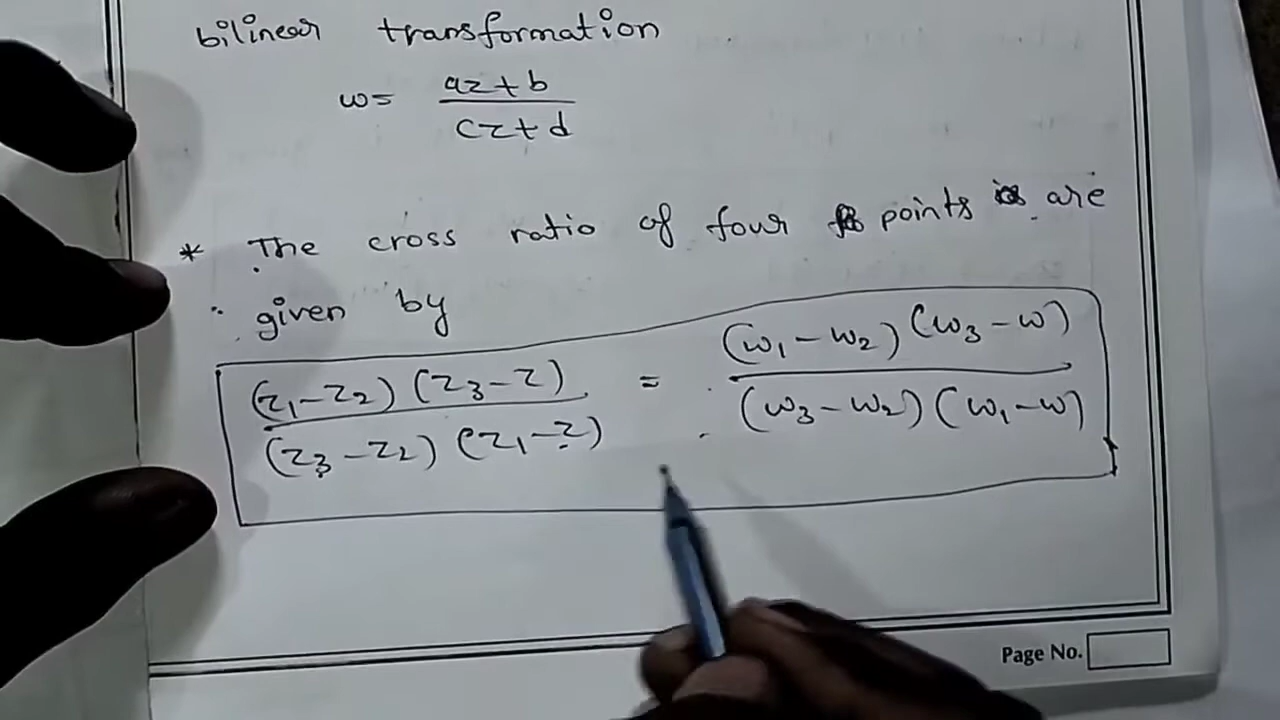 bilinear transformation
w= az+b
cz+d
* The cross ratio of four points are
given by
(z₁-z₂)(z₃-z) = (w₁-w₂)(w₃-w)
(z₃-z₂)(z₁-z) (w₃-w₂)(w₁-w)
Page No.